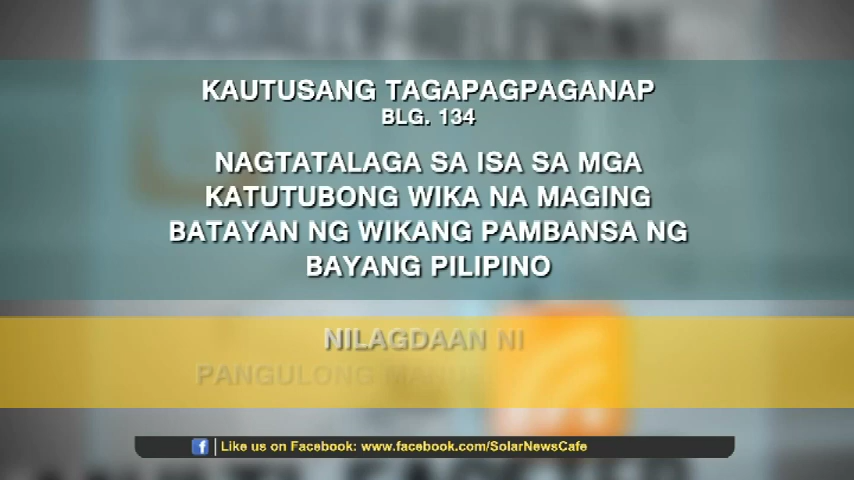 KAUTUSANG TAGAPAGPAGANAP
BLG. 134
NAGTATALAGA SA ISA SA MGA
KATUTUBONG WIKA NA MAGING
BATAYAN NG WIKANG PAMBANSA NG
BAYANG PILIPINO
NILAGDAAN NI
PANGULONG
Like us on Facebook: www.facebook.com/SolarNewsCafe